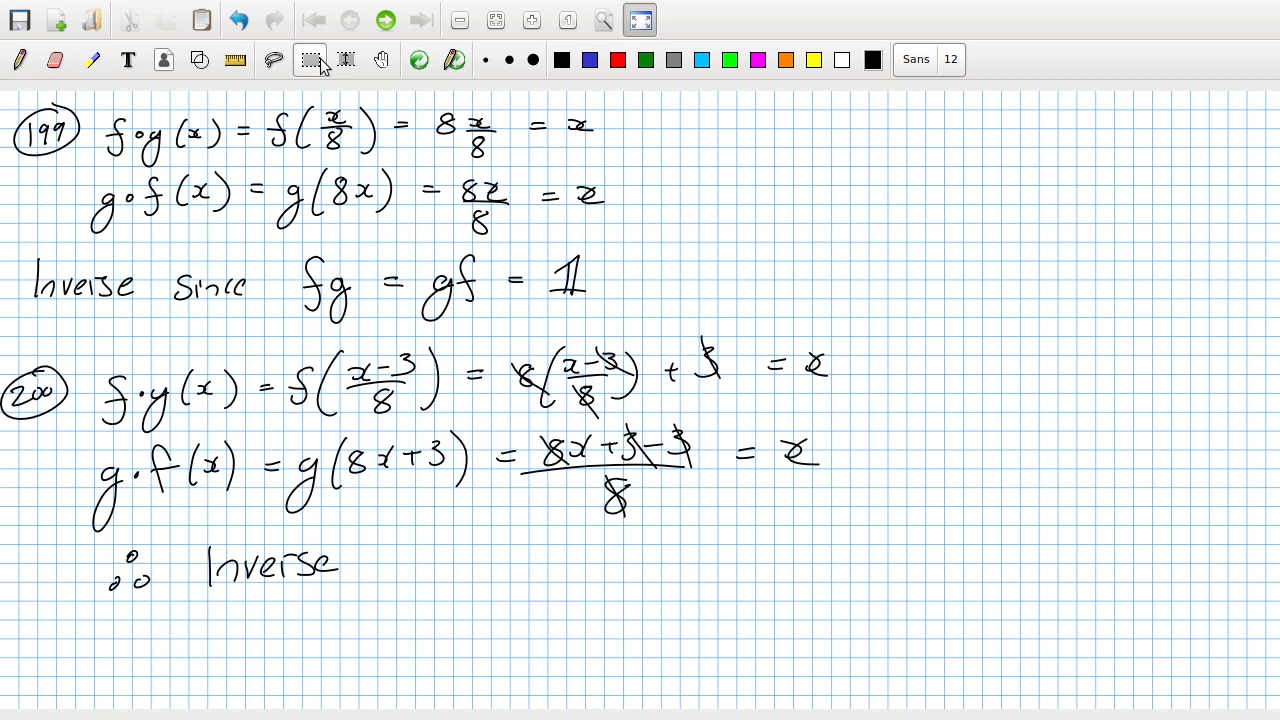 Sans 12
199 f∘g(x) = f(x/8) = 8 x/8 = x
g∘f(x) = g(8x) = 8x/8 = x
Inverse since fg = gf = 𝟙
200 f∘g(x) = f((x-3)/8) = 8((x-3)/8) + 3 = x
g∘f(x) = g(8x+3) = (8x+3-3)/8 = x
∴ Inverse